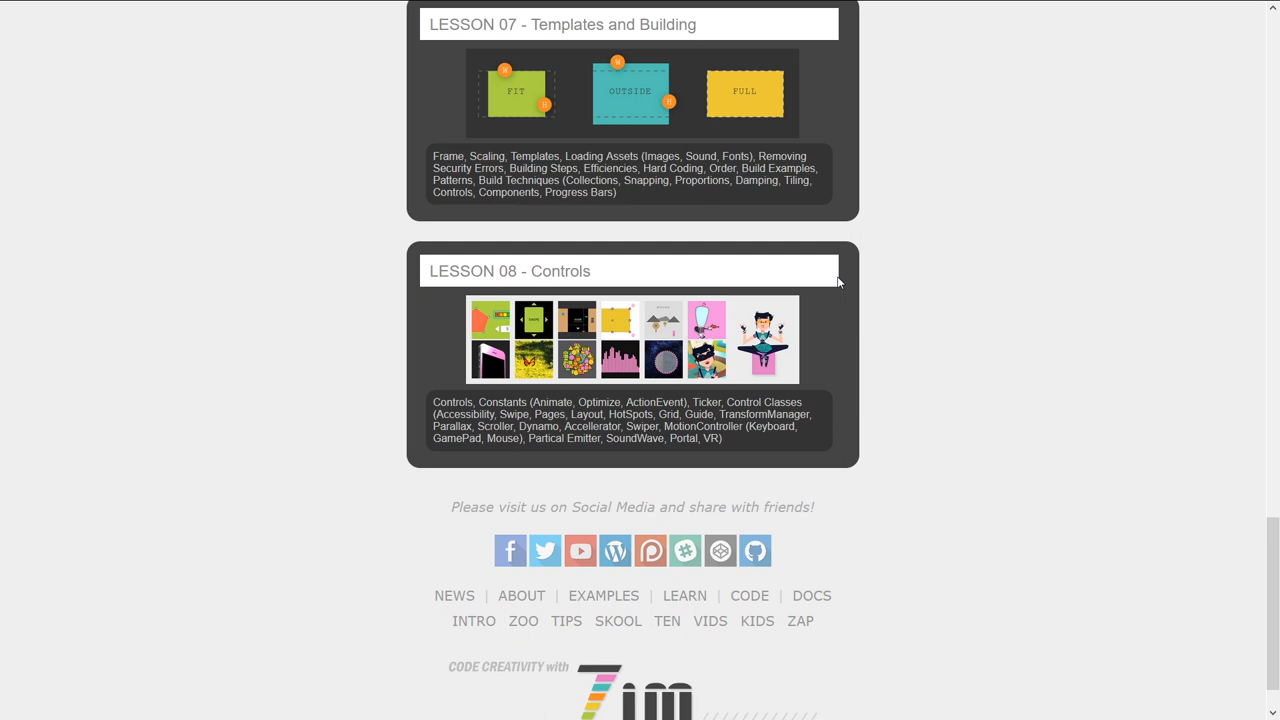 LESSON 07 - Templates and Building
W
W
FIT
OUTSIDE
FULL
H
H
Frame, Scaling, Templates, Loading Assets (Images, Sound, Fonts), Removing
Security Errors, Building Steps, Efficiencies, Hard Coding, Order, Build Examples,
Patterns, Build Techniques (Collections, Snapping, Proportions, Damping, Tiling,
Controls, Components, Progress Bars)
LESSON 08 - Controls
Controls, Constants (Animate, Optimize, ActionEvent), Ticker, Control Classes
(Accessibility, Swipe, Pages, Layout, HotSpots, Grid, Guide, TransformManager,
Parallax, Scroller, Dynamo, Accellerator, Swiper, MotionController (Keyboard,
GamePad, Mouse), Partical Emitter, SoundWave, Portal, VR)
Please visit us on Social Media and share with friends!
NEWS | ABOUT | EXAMPLES | LEARN | CODE | DOCS
INTRO ZOO TIPS SKOOL TEN VIDS KIDS ZAP
CODE CREATIVITY with
Zim